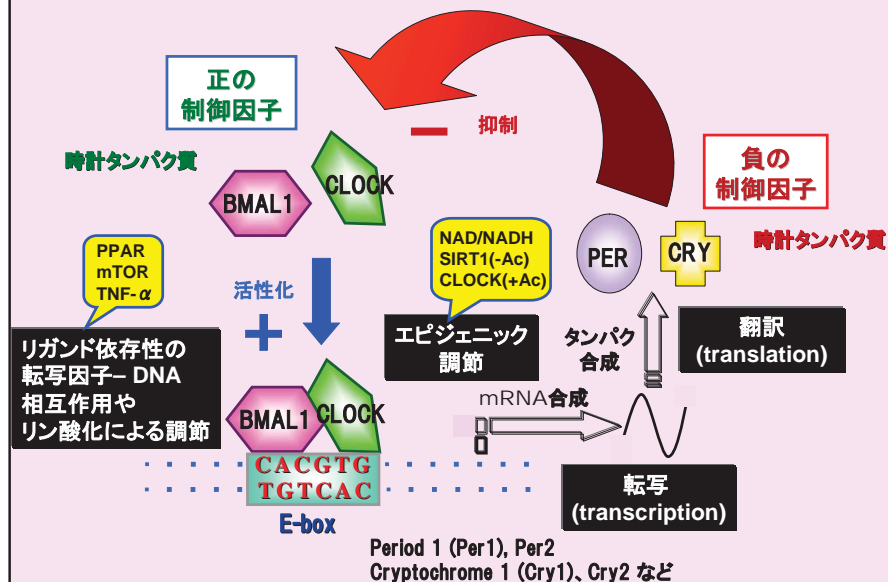 正の
制御因子
抑制
時計タンパク質
BMAL1
CLOCK
負の
制御因子
時計タンパク質
PER
CRY
PPAR
mTOR
TNF-α
活性化
NAD/NADH
SIRT1(-Ac)
CLOCK(+Ac)
リガンド依存性の
転写因子– DNA
相互作用や
リン酸化による調節
エピジェニック
調節
タンパク
合成
翻訳
(translation)
BMAL1
CLOCK
mRNA合成
CACGTG
TGTCAC
E-box
転写
(transcription)
Period 1 (Per1), Per2
Cryptochrome 1 (Cry1)、Cry2 など